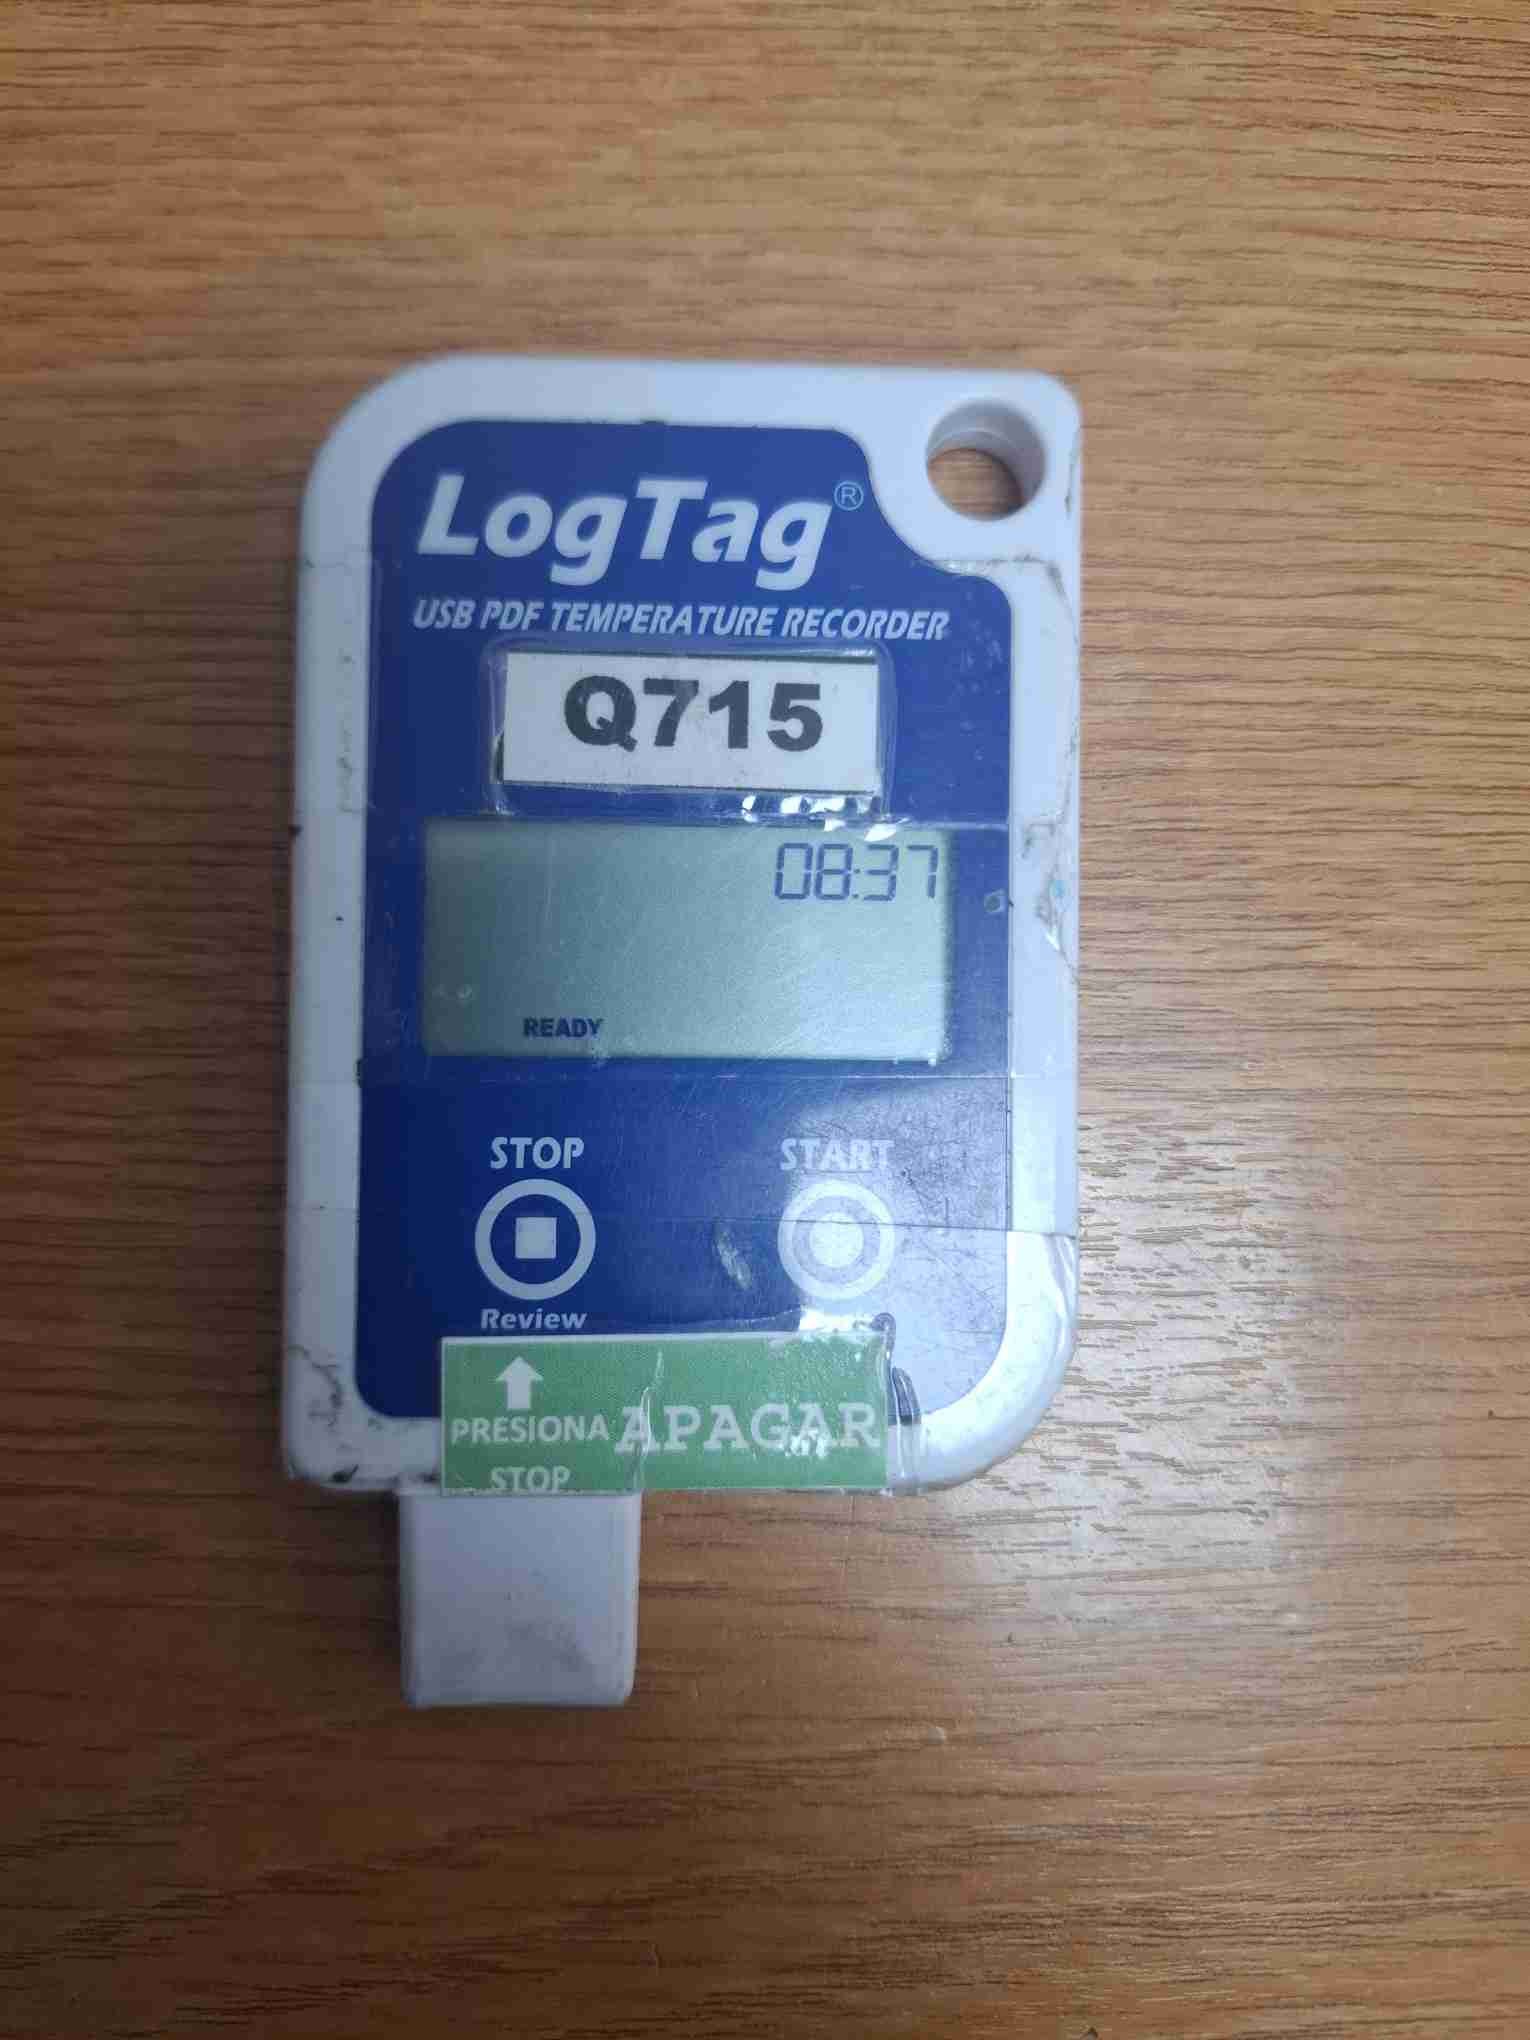 LogTag®
USB PDF TEMPERATURE RECORDER
Q715
08:37
READY
STOP START
Review
PRESIONA APAGAR
STOP